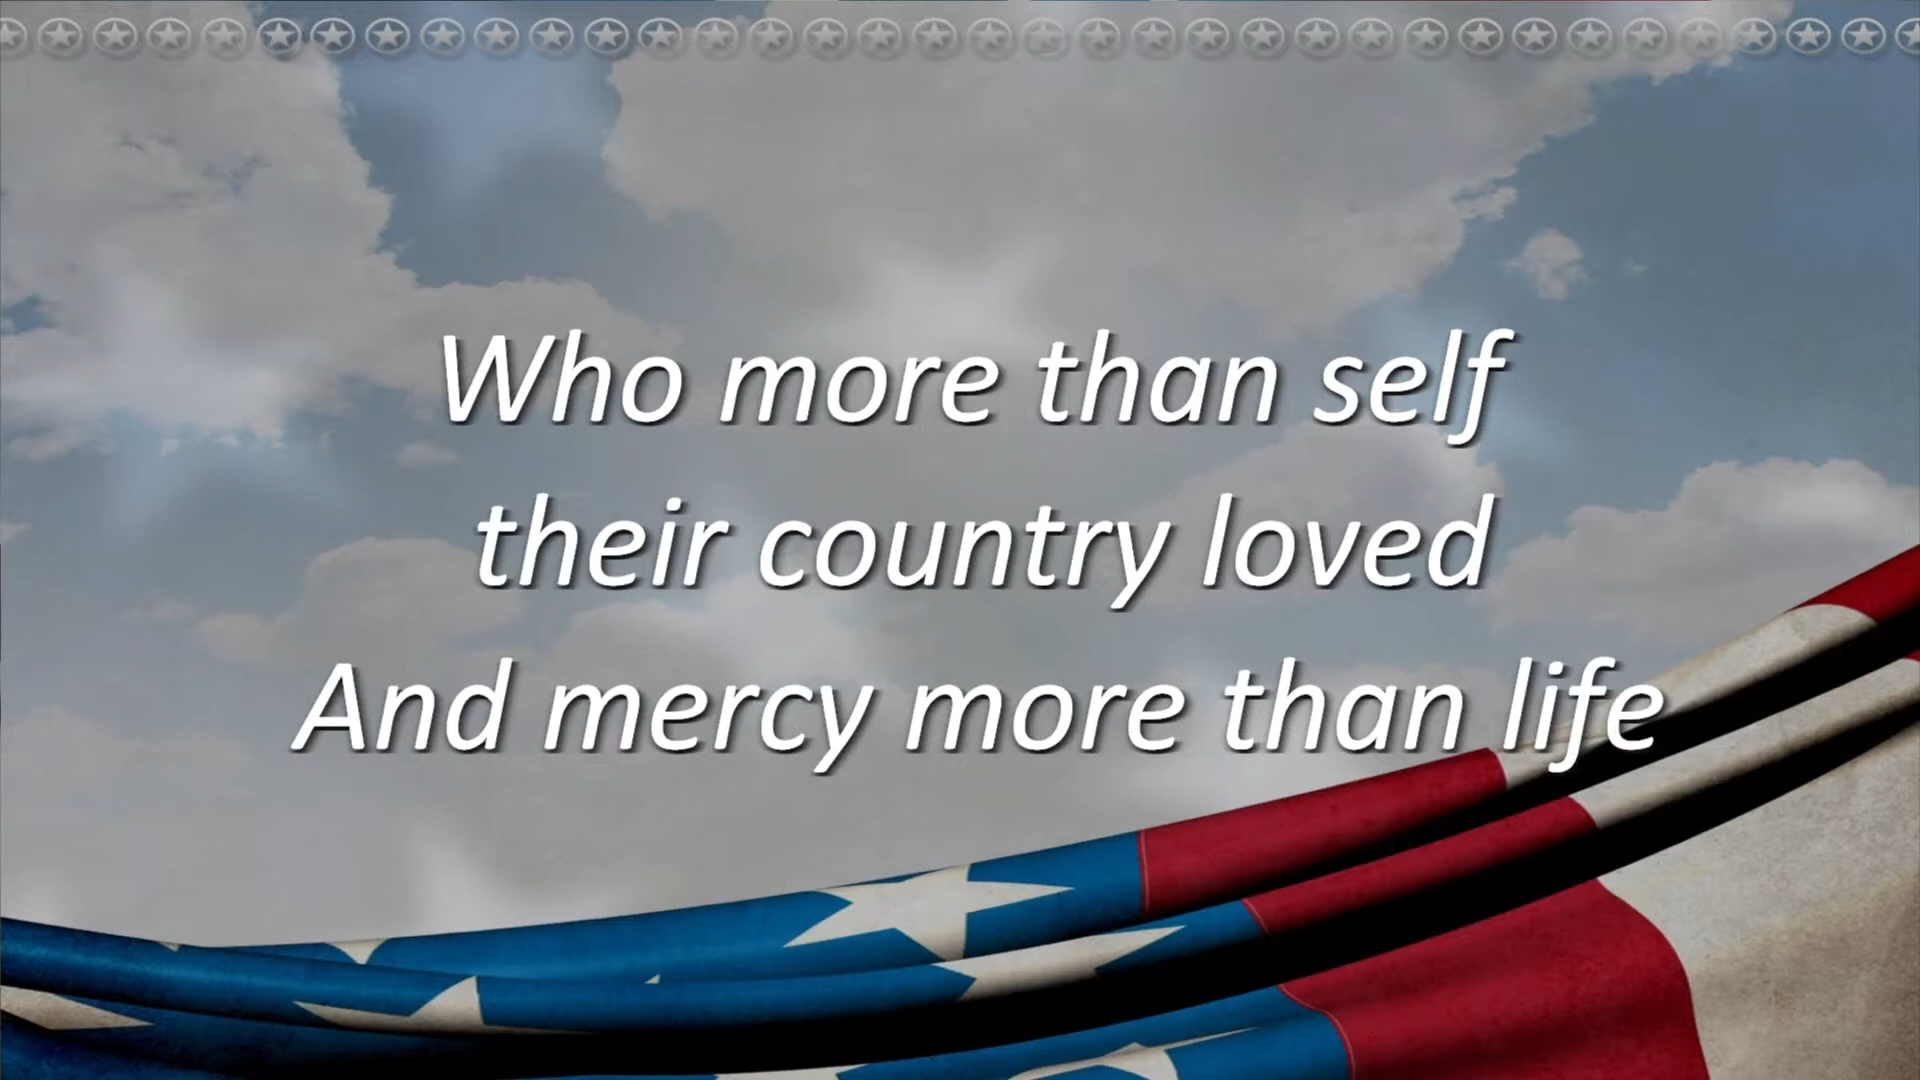 Who more than self
their country loved
And mercy more than life